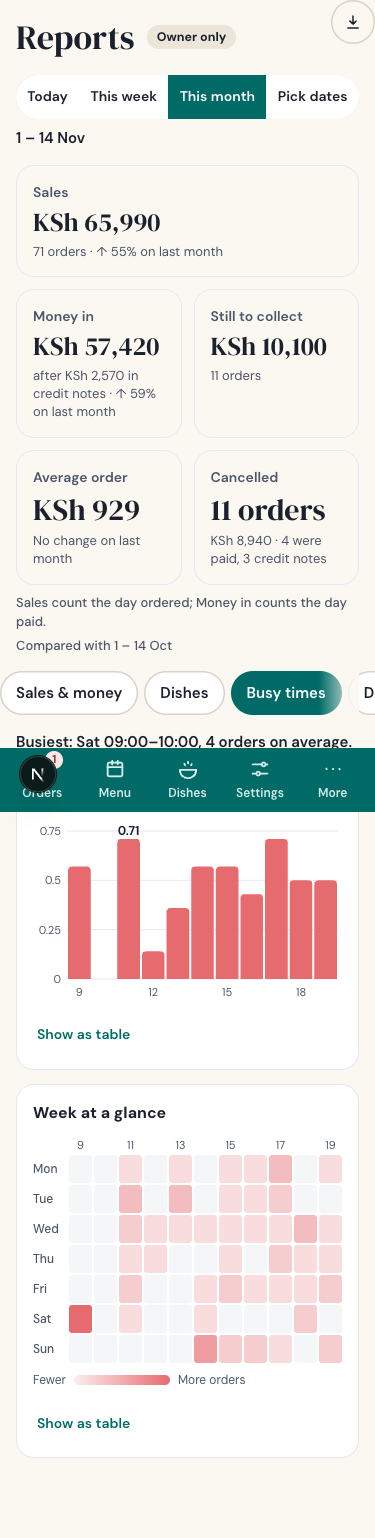 Reports
Owner only
Today This week This month Pick dates
1 – 14 Nov
Sales
KSh 65,990
71 orders · ↑ 55% on last month
Money in
KSh 57,420
after KSh 2,570 in
credit notes · ↑ 59%
on last month
Still to collect
KSh 10,100
11 orders
Average order
KSh 929
No change on last
month
Cancelled
11 orders
KSh 8,940 · 4 were
paid, 3 credit notes
Sales count the day ordered; Money in counts the day
paid.
Compared with 1 – 14 Oct
Sales & money Dishes Busy times D
Busiest: Sat 09:00–10:00, 4 orders on average.
N 1
Orders Menu Dishes Settings More
0.75
0.71
0.5
0.25
0
9 12 15 18
Show as table
Week at a glance
9 11 13 15 17 19
Mon
Tue
Wed
Thu
Fri
Sat
Sun
Fewer More orders
Show as table